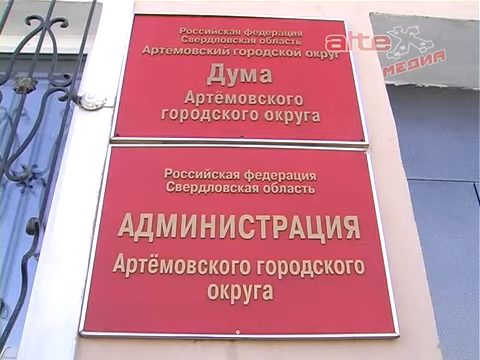 Российская федерация
Свердловская область
Артемовский городской округ
Дума
Артёмовского
городского округа
Российская федерация
Свердловская область
АДМИНИСТРАЦИЯ
Артёмовского городского
округа
alteX
МЕДИА